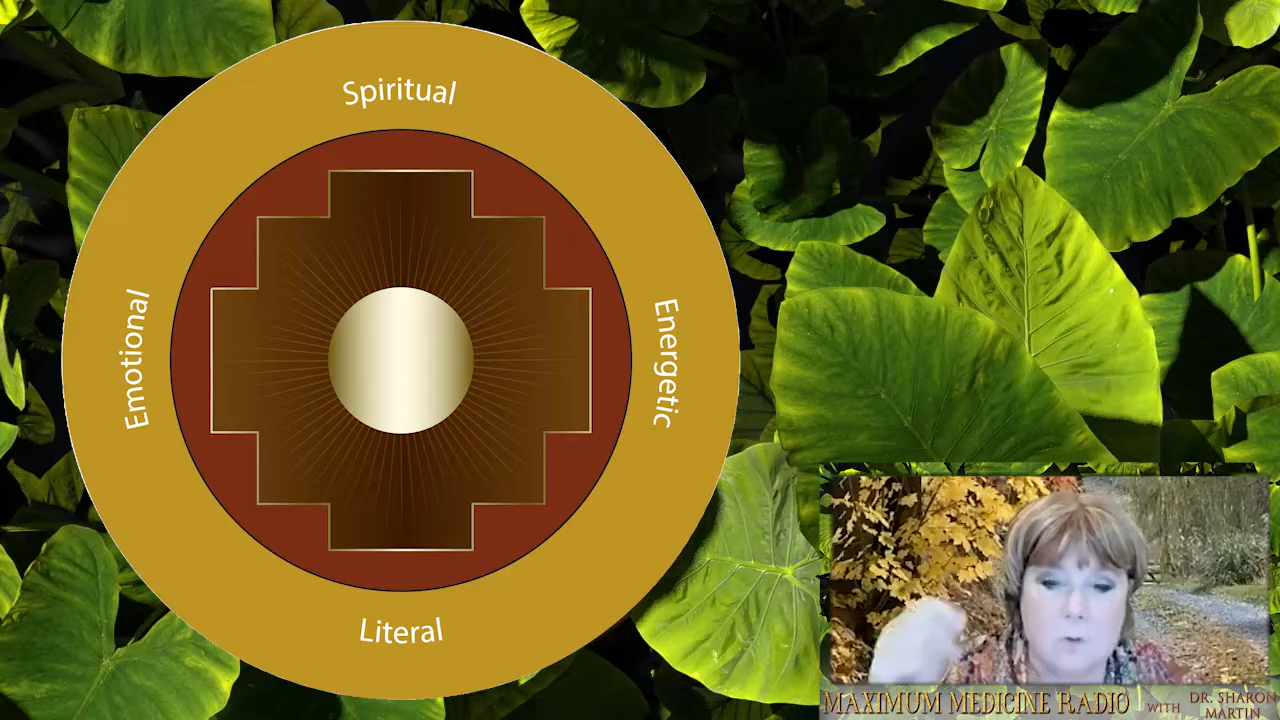 Spiritual
Emotional
Energetic
Literal
MAXIMUM MEDICINE RADIO WITH DR. SHARON MARTIN